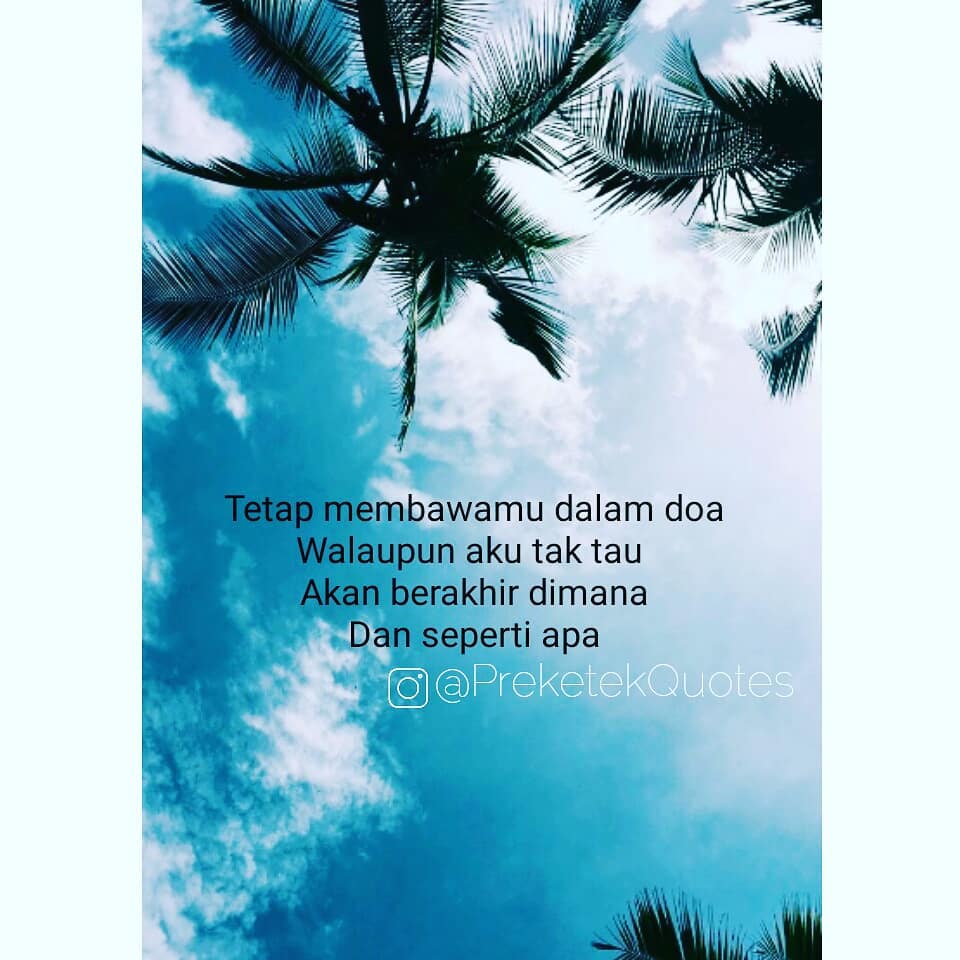 Tetap membawamu dalam doa
Walaupun aku tak tau
Akan berakhir dimana
Dan seperti apa
@PreketekQuotes